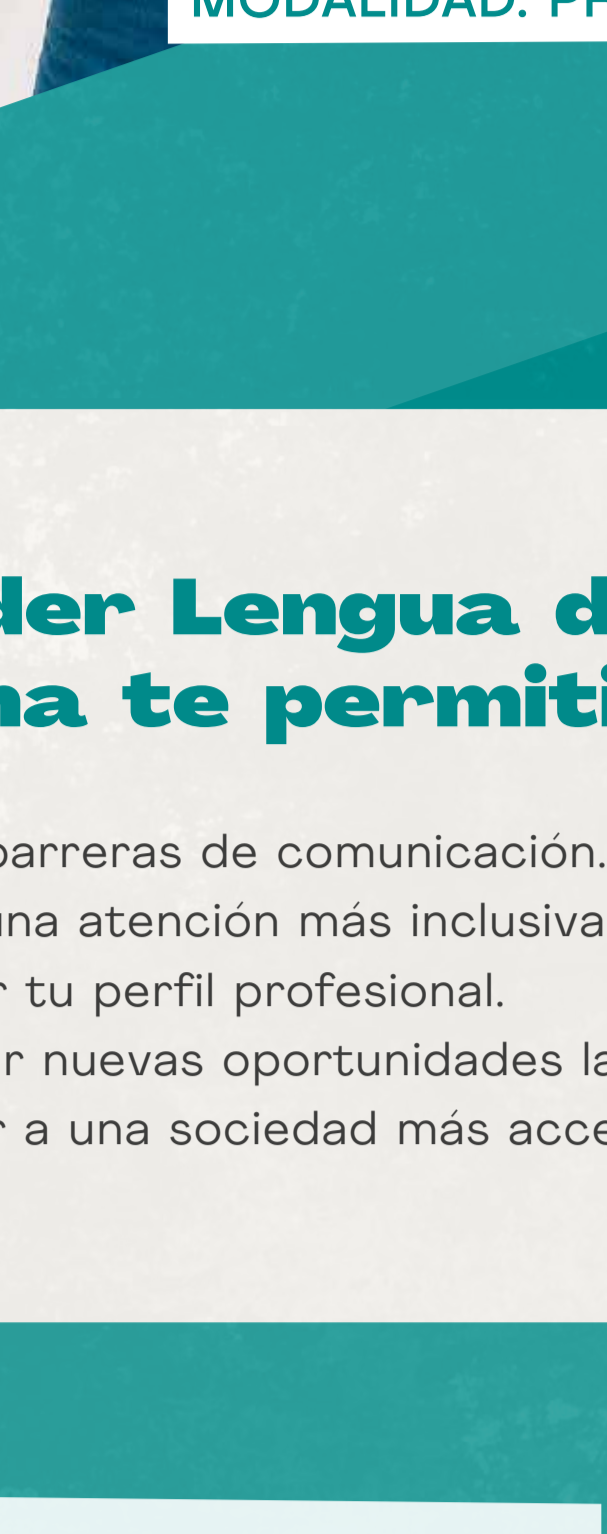 MODALIDAD: P
der Lengua d
na te permiti
barreras de comunicación.
una atención más inclusiva
r tu perfil profesional.
r nuevas oportunidades la
r a una sociedad más acce